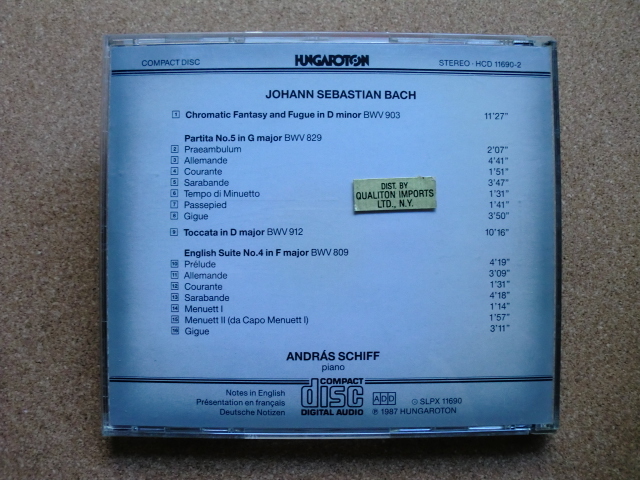 COMPACT DISC HUNGAROTON STEREO · HCD 11690-2
JOHANN SEBASTIAN BACH
1 Chromatic Fantasy and Fugue in D minor BWV 903 11'27"
Partita No.5 in G major BWV 829
2 Praeambulum 2'07"
3 Allemande 4'41"
4 Courante 1'51"
5 Sarabande 3'47"
6 Tempo di Minuetto 1'31"
7 Passepied 1'41"
8 Gigue 3'50"
DIST. BY
QUALITON IMPORTS
LTD., N.Y.
9 Toccata in D major BWV 912 10'16"
English Suite No.4 in F major BWV 809
10 Prélude 4'19"
11 Allemande 3'09"
12 Courante 1'31"
13 Sarabande 4'18"
14 Menuett I 1'14"
15 Menuett II (da Capo Menuett I) 1'57"
16 Gigue 3'11"
ANDRÁS SCHIFF
piano
Notes in English
Présentation en français
Deutsche Notizen
COMPACT
disc
DIGITAL AUDIO
ADD
SLPX 11690
℗ 1987 HUNGAROTON